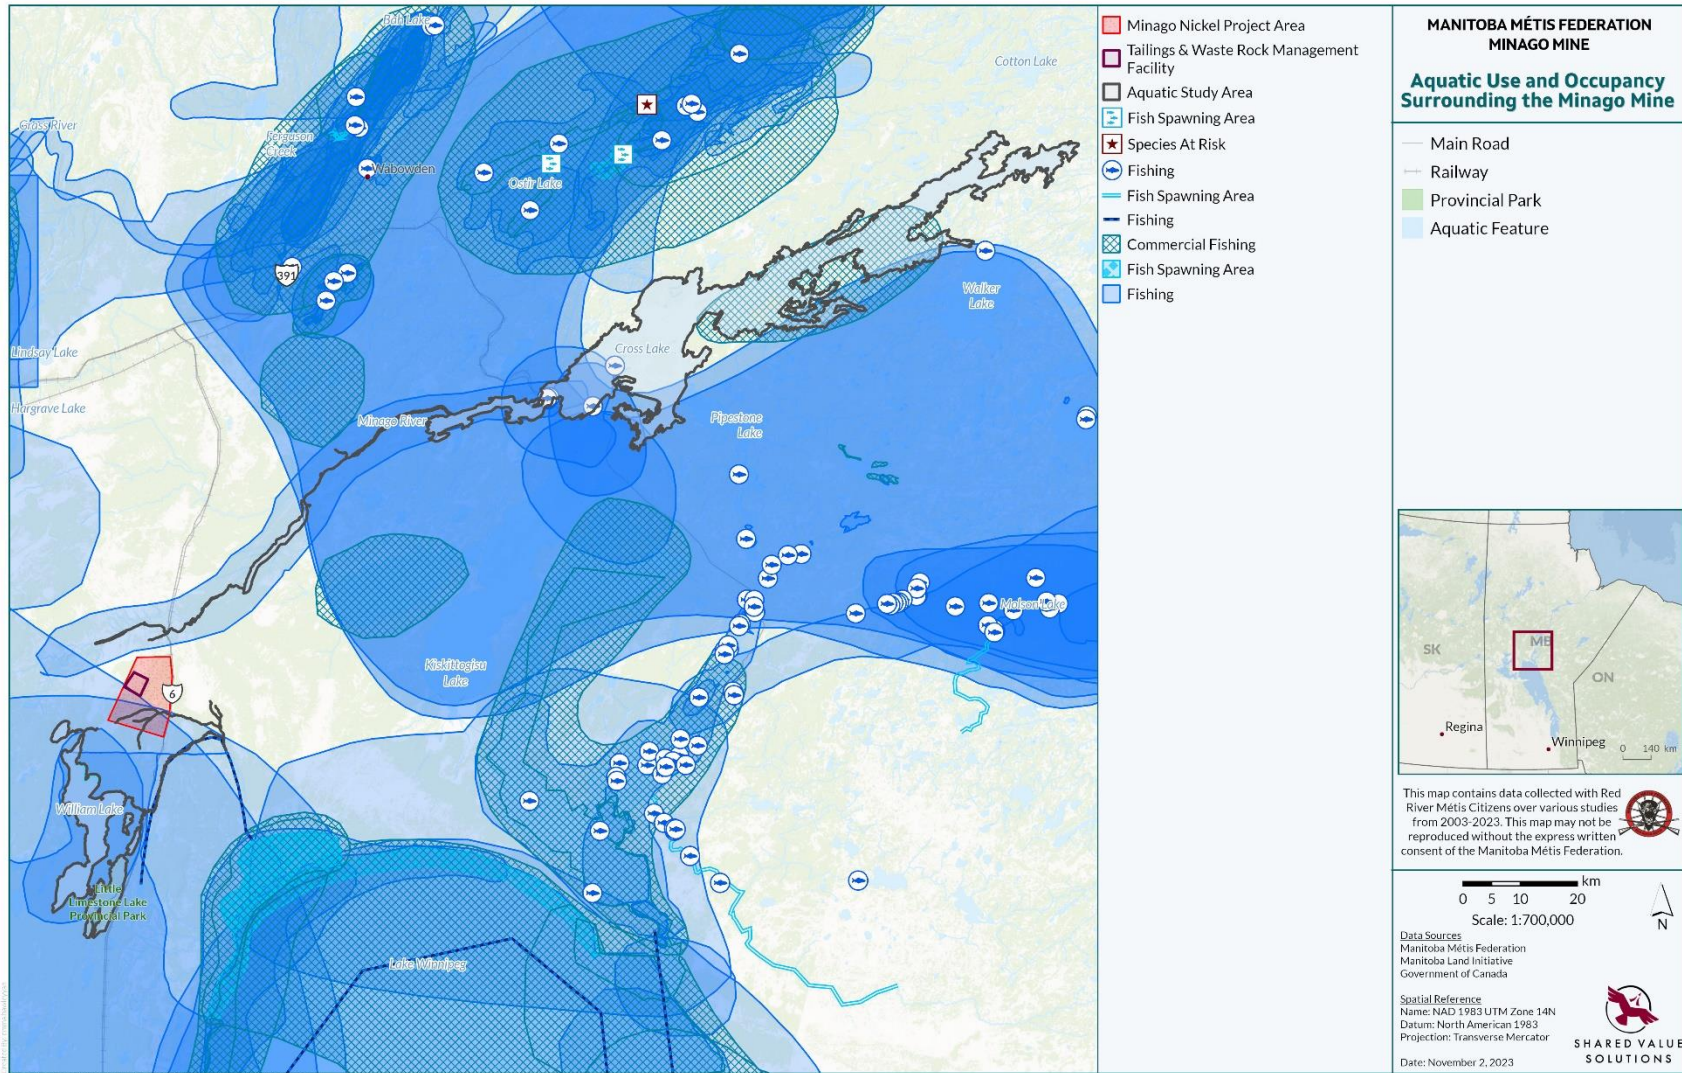 Bah Lake
Cotton Lake
Grass River
Ferguson
Creek
Wabowden
Ostir Lake
391
Walker
Lake
Lindsay Lake
Cross Lake
Hargrave Lake
Minago River
Pipestone
Lake
Molson Lake
Kiskittogisu
Lake
6
William Lake
Little
Limestone Lake
Provincial Park
Lake Winnipeg
Minago Nickel Project Area
Tailings & Waste Rock Management
Facility
Aquatic Study Area
Fish Spawning Area
Species At Risk
Fishing
Fish Spawning Area
Fishing
Commercial Fishing
Fish Spawning Area
Fishing
MANITOBA MÉTIS FEDERATION
MINAGO MINE
Aquatic Use and Occupancy
Surrounding the Minago Mine
Main Road
Railway
Provincial Park
Aquatic Feature
SK
MB
ON
Regina
Winnipeg
0 140 km
This map contains data collected with Red
River Métis Citizens over various studies
from 2003-2023. This map may not be
reproduced without the express written
consent of the Manitoba Métis Federation.
km
0 5 10 20
Scale: 1:700,000
N
Data Sources
Manitoba Métis Federation
Manitoba Land Initiative
Government of Canada
Spatial Reference
Name: NAD 1983 UTM Zone 14N
Datum: North American 1983
Projection: Transverse Mercator
Date: November 2, 2023
SHARED VALUE
SOLUTIONS